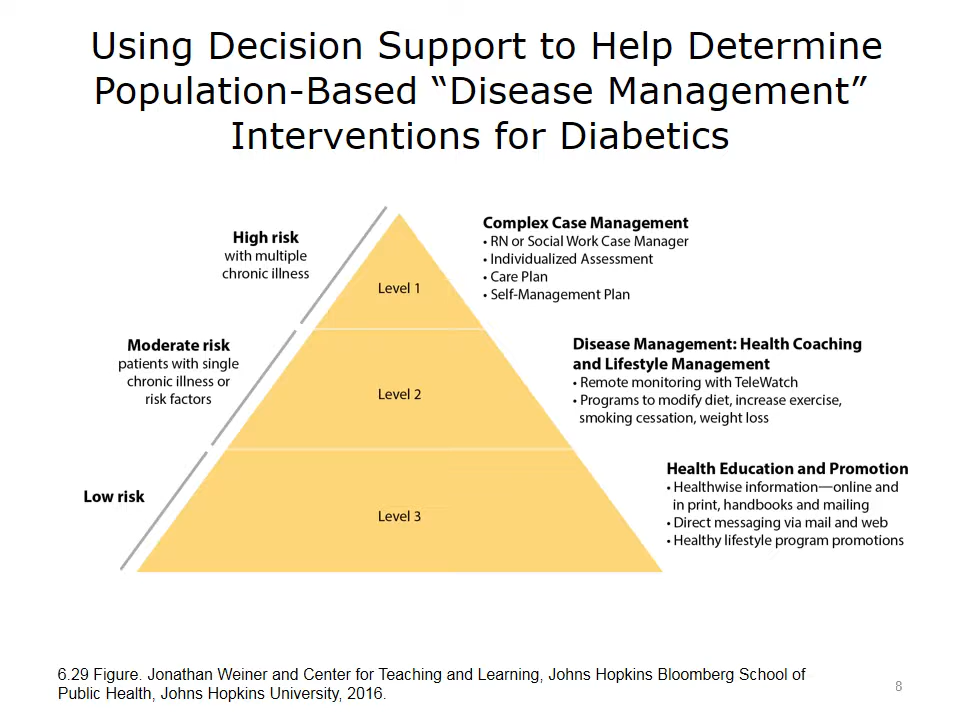 Using Decision Support to Help Determine
Population-Based “Disease Management”
Interventions for Diabetics
High risk
with multiple
chronic illness
Level 1
Complex Case Management
• RN or Social Work Case Manager
• Individualized Assessment
• Care Plan
• Self-Management Plan
Moderate risk
patients with single
chronic illness or
risk factors
Level 2
Disease Management: Health Coaching
and Lifestyle Management
• Remote monitoring with TeleWatch
• Programs to modify diet, increase exercise,
smoking cessation, weight loss
Low risk
Level 3
Health Education and Promotion
• Healthwise information—online and
in print, handbooks and mailing
• Direct messaging via mail and web
• Healthy lifestyle program promotions
6.29 Figure. Jonathan Weiner and Center for Teaching and Learning, Johns Hopkins Bloomberg School of
Public Health, Johns Hopkins University, 2016.
8